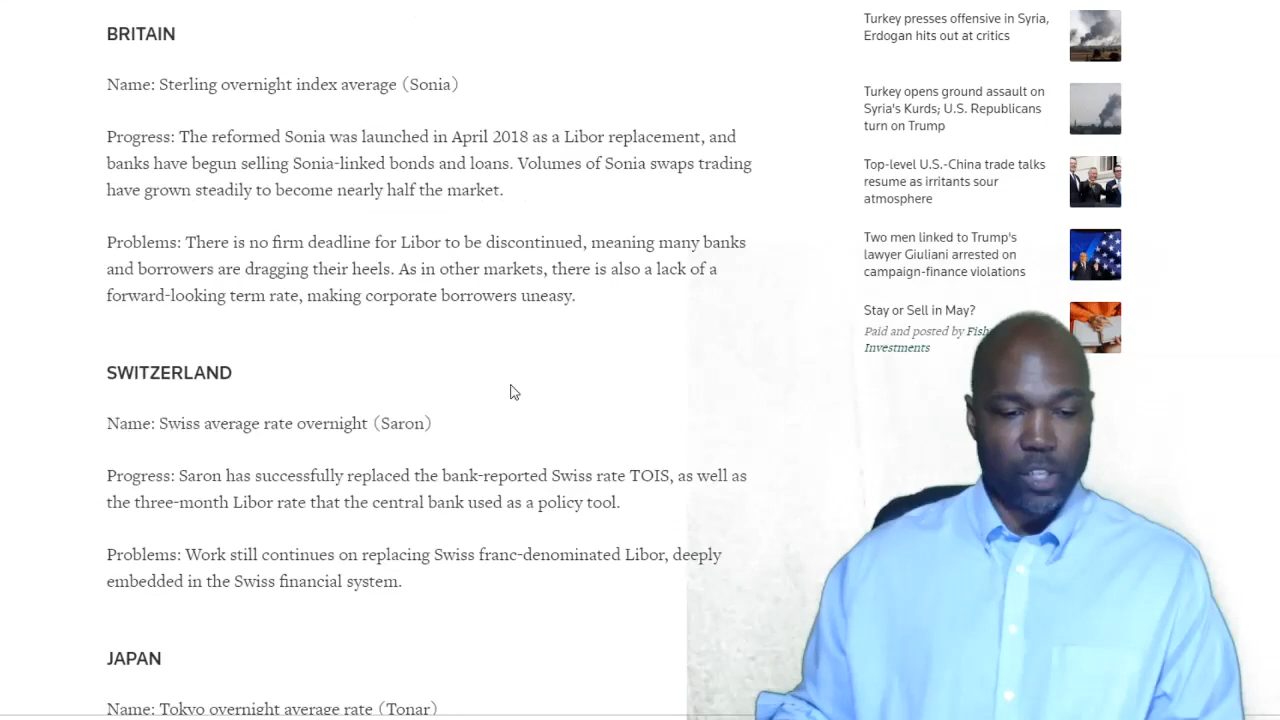 BRITAIN
Name: Sterling overnight index average (Sonia)
Progress: The reformed Sonia was launched in April 2018 as a Libor replacement, and
banks have begun selling Sonia-linked bonds and loans. Volumes of Sonia swaps trading
have grown steadily to become nearly half the market.
Problems: There is no firm deadline for Libor to be discontinued, meaning many banks
and borrowers are dragging their heels. As in other markets, there is also a lack of a
forward-looking term rate, making corporate borrowers uneasy.
SWITZERLAND
Name: Swiss average rate overnight (Saron)
Progress: Saron has successfully replaced the bank-reported Swiss rate TOIS, as well as
the three-month Libor rate that the central bank used as a policy tool.
Problems: Work still continues on replacing Swiss franc-denominated Libor, deeply
embedded in the Swiss financial system.
JAPAN
Name: Tokyo overnight average rate (Tonar)
Turkey presses offensive in Syria,
Erdogan hits out at critics
Turkey opens ground assault on
Syria's Kurds; U.S. Republicans
turn on Trump
Top-level U.S.-China trade talks
resume as irritants sour
atmosphere
Two men linked to Trump's
lawyer Giuliani arrested on
campaign-finance violations
Stay or Sell in May?
Paid and posted by
Investments